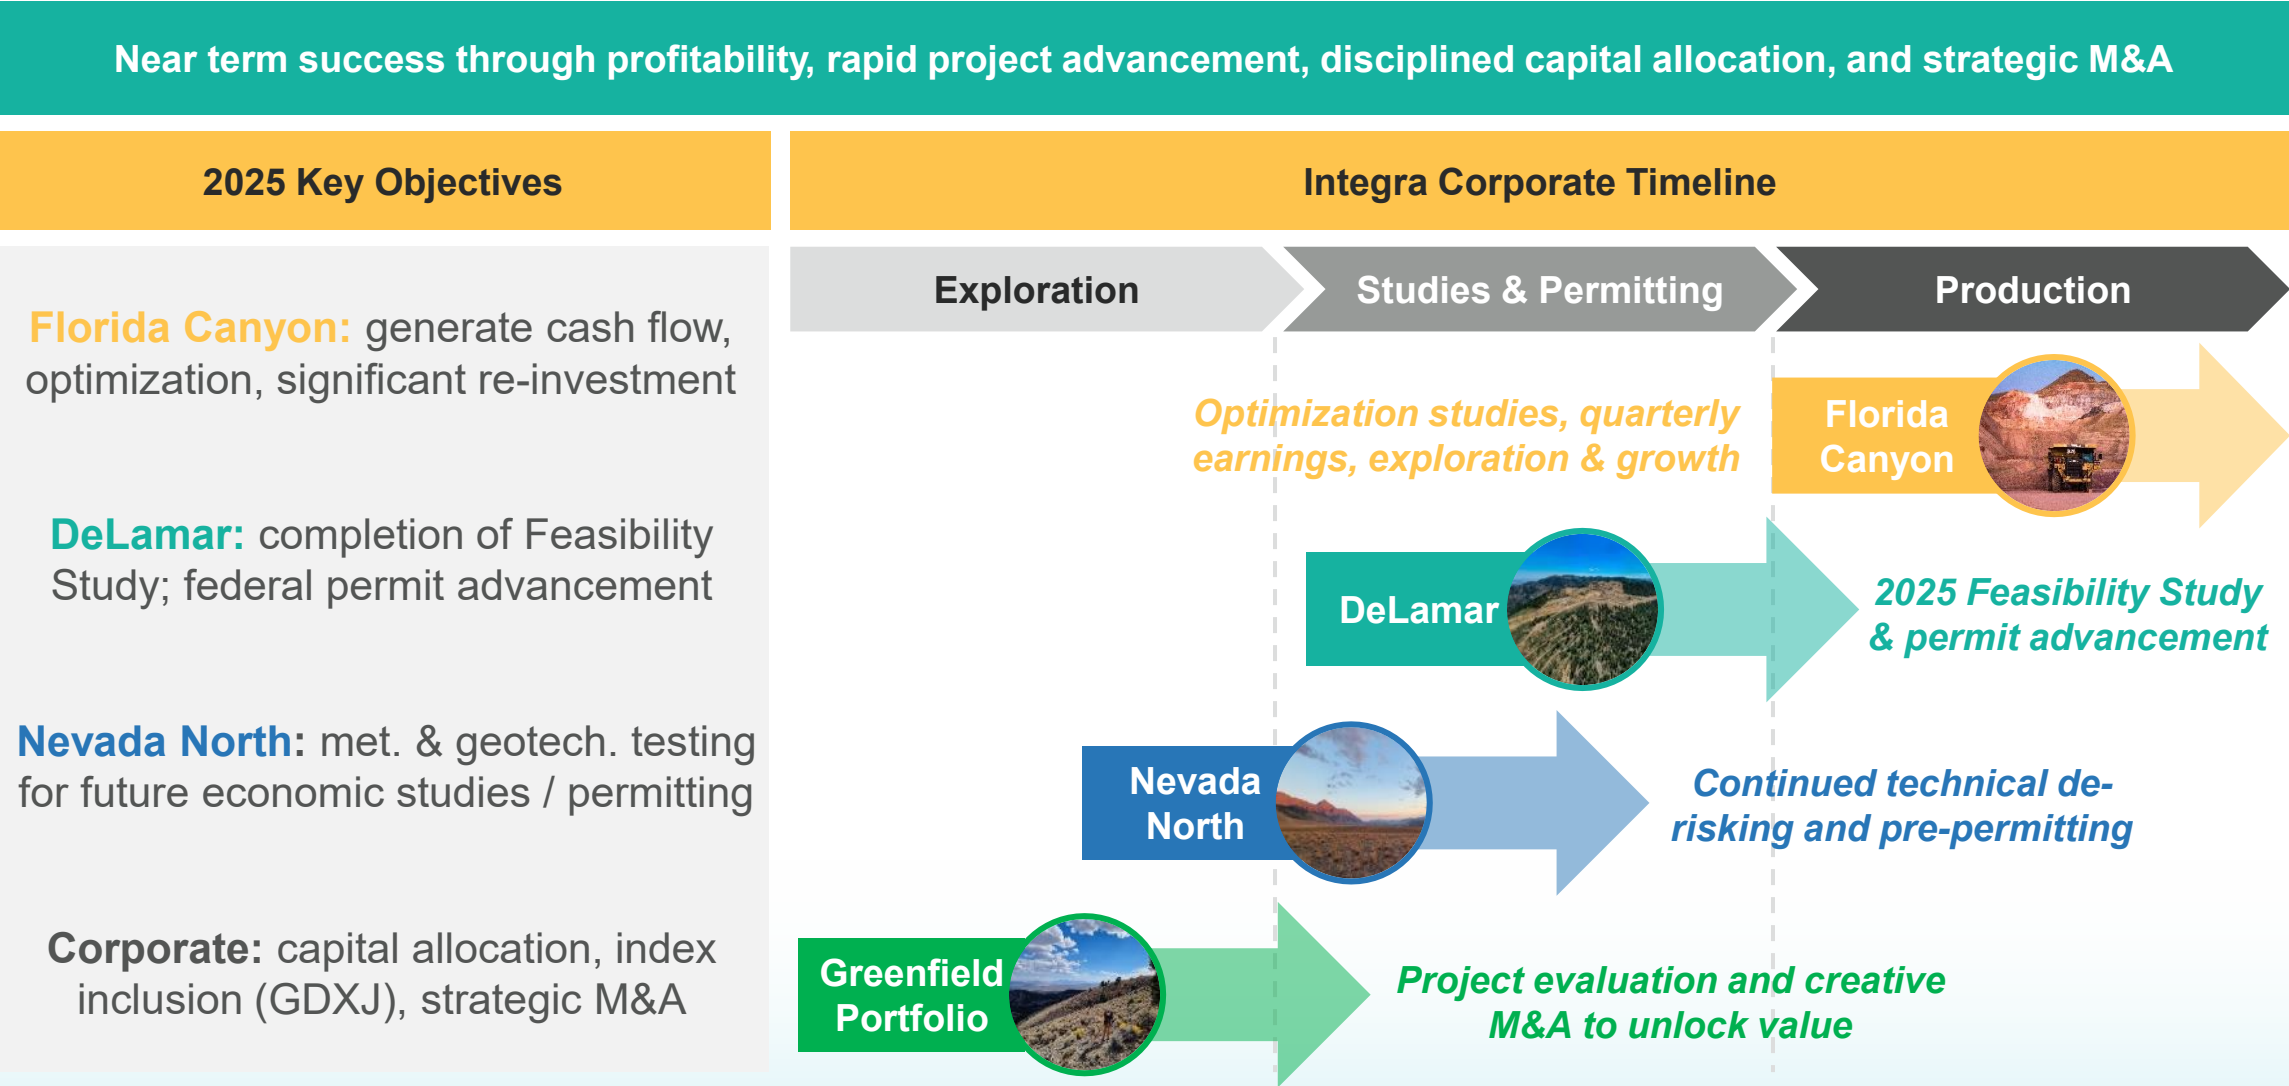 Near term success through profitability, rapid project advancement, disciplined capital allocation, and strategic M&A
2025 Key Objectives
Florida Canyon: generate cash flow,
optimization, significant re-investment
DeLamar: completion of Feasibility
Study; federal permit advancement
Nevada North: met. & geotech. testing
for future economic studies / permitting
Corporate: capital allocation, index
inclusion (GDXJ), strategic M&A
Integra Corporate Timeline
Exploration
Studies & Permitting
Production
Optimization studies, quarterly
earnings, exploration & growth
Florida
Canyon
DeLamar
2025 Feasibility Study
& permit advancement
Nevada
North
Continued technical de-
risking and pre-permitting
Greenfield
Portfolio
Project evaluation and creative
M&A to unlock value